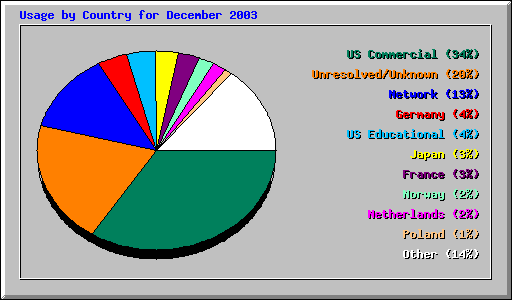 Usage by Country for December 2003
US Commercial (34%)
Unresolved/Unknown (20%)
Network (13%)
Germany (4%)
US Educational (4%)
Japan (3%)
France (3%)
Norway (2%)
Netherlands (2%)
Poland (1%)
Other (14%)